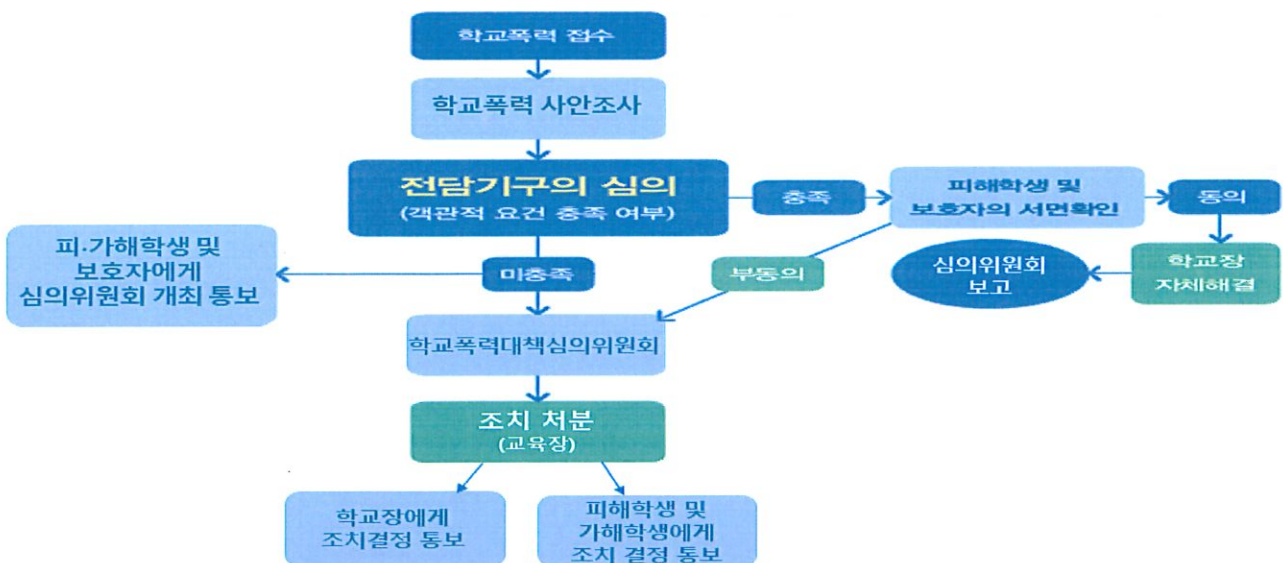 학교폭력 접수
학교폭력 사안조사
전담기구의 심의
(객관적 요건 충족 여부)
충족
피해학생 및
보호자의 서면확인
동의
피·가해학생 및
보호자에게
심의위원회 개최 통보
미충족
부동의
심의위원회
보고
학교장
자체해결
학교폭력대책심의위원회
조치 처분
(교육장)
학교장에게
조치결정 통보
피해학생 및
가해학생에게
조치 결정 통보